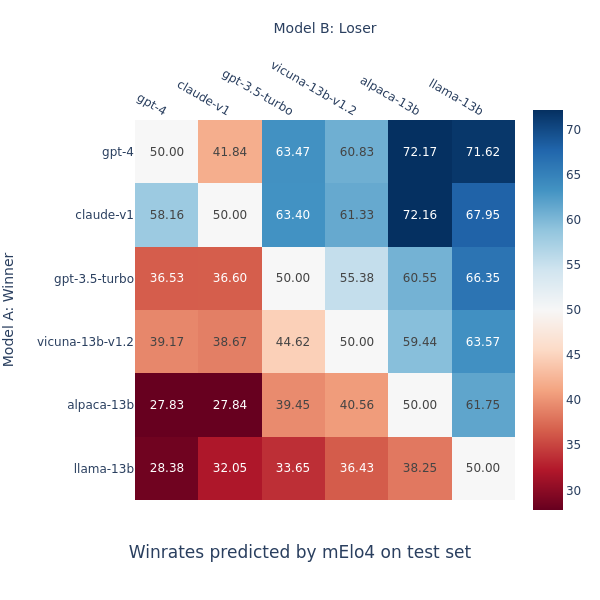 Model B: Loser
gpt-4
claude-v1
gpt-3.5-turbo
vicuna-13b-v1.2
alpaca-13b
llama-13b
Model A: Winner
gpt-4 50.00 41.84 63.47 60.83 72.17 71.62
claude-v1 58.16 50.00 63.40 61.33 72.16 67.95
gpt-3.5-turbo 36.53 36.60 50.00 55.38 60.55 66.35
vicuna-13b-v1.2 39.17 38.67 44.62 50.00 59.44 63.57
alpaca-13b 27.83 27.84 39.45 40.56 50.00 61.75
llama-13b 28.38 32.05 33.65 36.43 38.25 50.00
70
65
60
55
50
45
40
35
30
Winrates predicted by mElo4 on test set